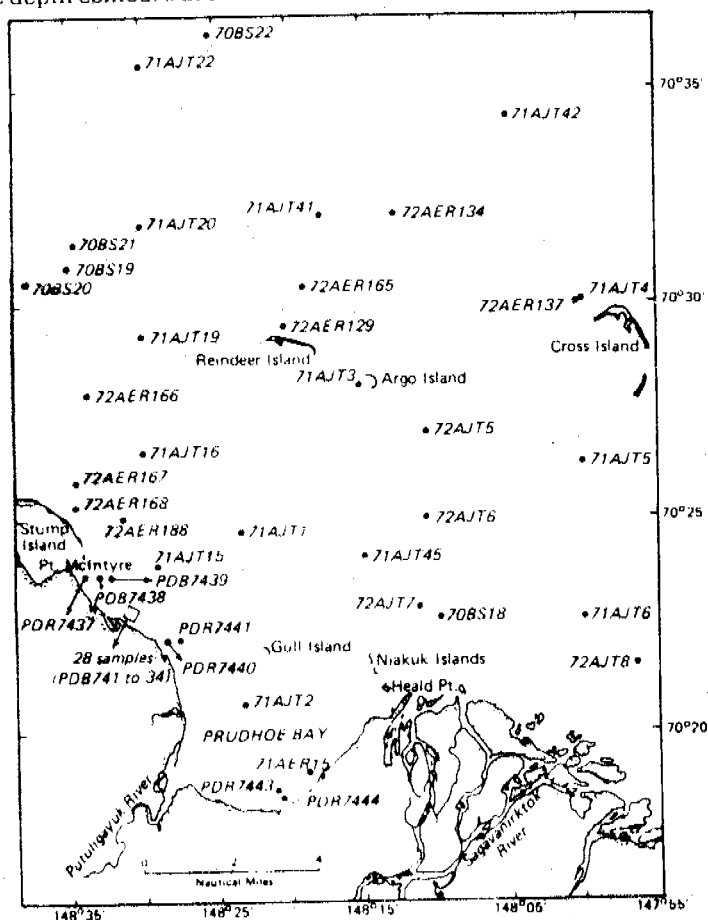 70BS22
71AJT22
70°35'
71AJT42
71AJT41
72AER134
71AJT20
70BS21
70BS19
70BS20
72AER165
71AJT4
70°30'
72AER137
72AER129
71AJT19
Reindeer Island
Cross Island
71AJT3
Argo Island
72AER166
72AJT5
71AJT16
71AJT5
72AER167
72AER168
70°25'
72AJT6
Stump
Island
72AER188
71AJT1
Pt. McIntyre
71AJT15
71AJT45
PDB7439
PDB7438
72AJT7
70BS18
71AJT6
PDR7437
PDR7441
28 samples
(PDB741 to 34)
PDR7440
Gull Island
Niakuk Islands
72AJT8
Heald Pt.
71AJT2
70°20'
PRUDHOE BAY
71AER15
PDR7443
PDR7444
Putuligayuk River
Sagavanirktok
River
0 2 4
Nautical Miles
148°35' 148°25' 148°15' 148°05' 147°55'